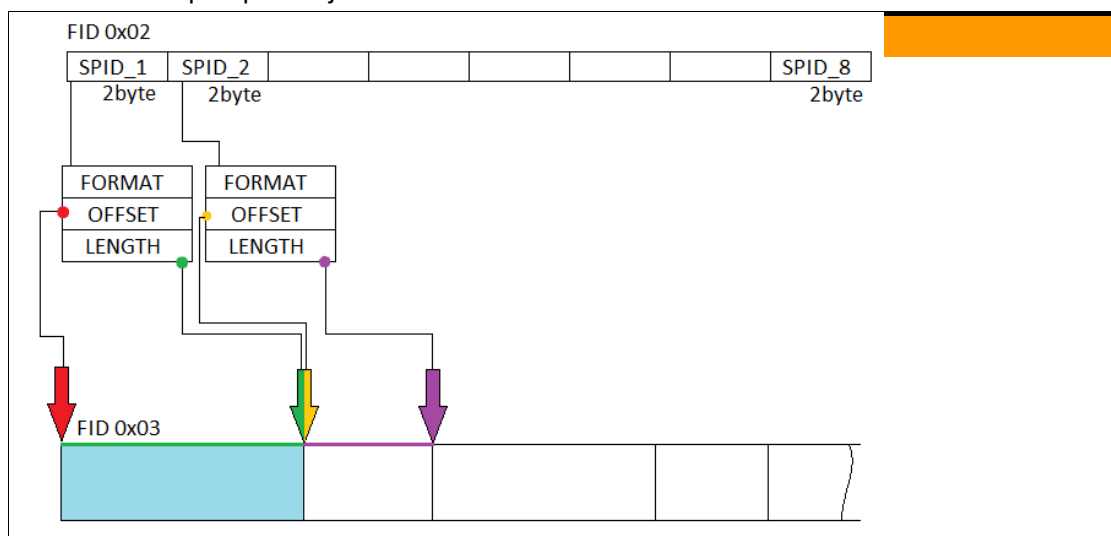 FID 0x02
SPID_1 SPID_2 SPID_8
2byte 2byte 2byte
FORMAT FORMAT
OFFSET OFFSET
LENGTH LENGTH
FID 0x03